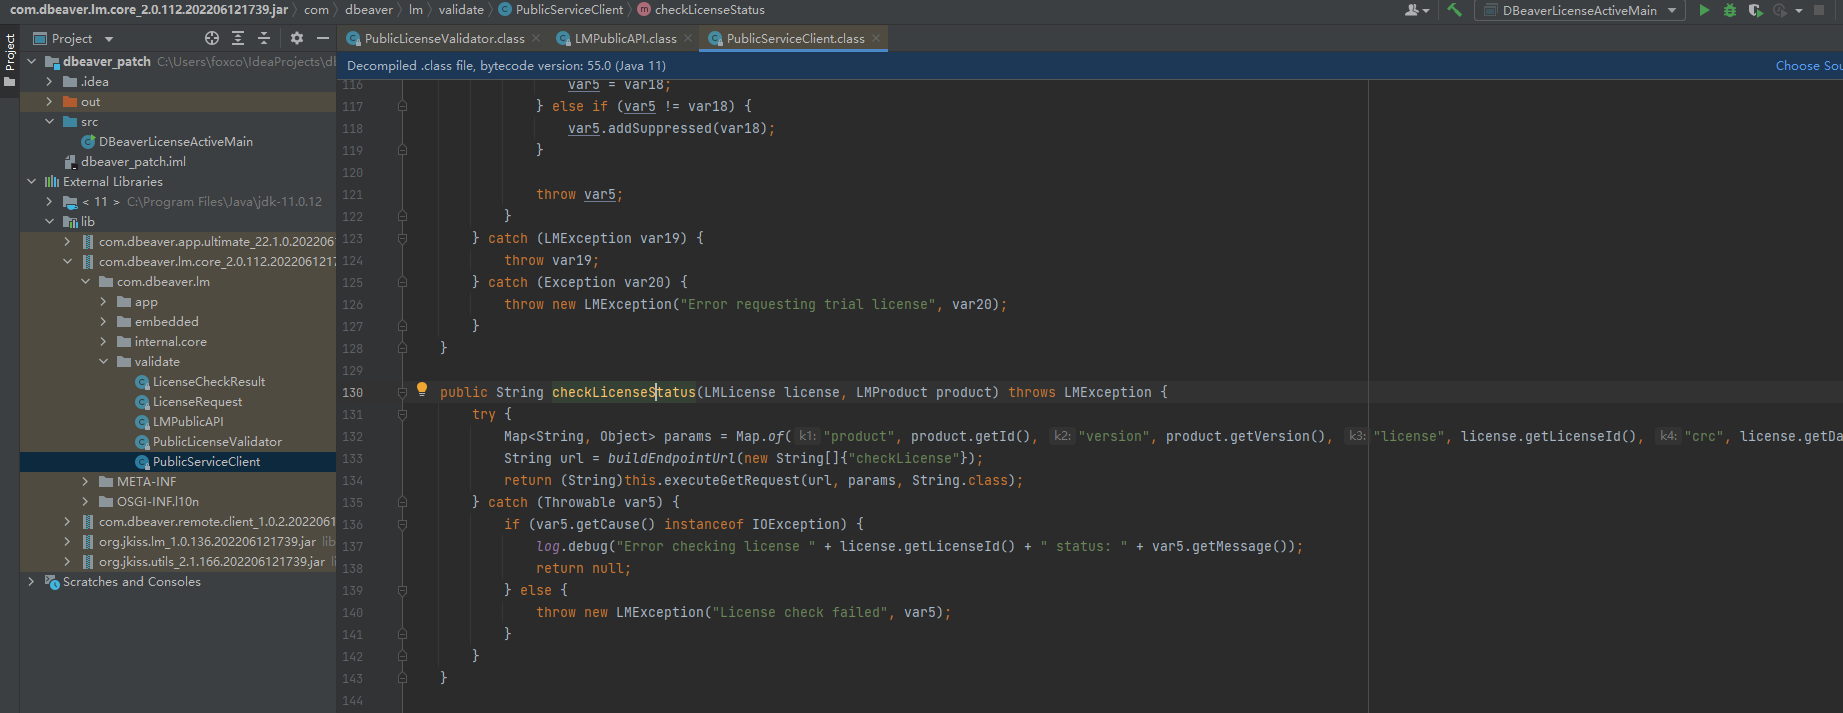 com.dbeaver.lm.core_2.0.112.202206121739.jar com dbeaver lm validate PublicServiceClient checkLicenseStatus DBeaverLicenseActiveMain
Project
Project
PublicLicenseValidator.class LMPublicAPI.class PublicServiceClient.class
Decompiled .class file, bytecode version: 55.0 (Java 11) Choose Sou
dbeaver_patch C:\Users\foxco\IdeaProjects\db
.idea
out
src
DBeaverLicenseActiveMain
dbeaver_patch.iml
External Libraries
< 11 > C:\Program Files\Java\jdk-11.0.12
lib
com.dbeaver.app.ultimate_22.1.0.202206
com.dbeaver.lm.core_2.0.112.2022061217
com.dbeaver.lm
app
embedded
internal.core
validate
LicenseCheckResult
LicenseRequest
LMPublicAPI
PublicLicenseValidator
PublicServiceClient
META-INF
OSGI-INF.l10n
com.dbeaver.remote.client_1.0.2.2022061
org.jkiss.lm_1.0.136.202206121739.jar lib
org.jkiss.utils_2.1.166.202206121739.jar
Scratches and Consoles
116 var5 = var18;
117 } else if (var5 != var18) {
118 var5.addSuppressed(var18);
119 }
120
121 throw var5;
122 }
123 } catch (LMException var19) {
124 throw var19;
125 } catch (Exception var20) {
126 throw new LMException("Error requesting trial license", var20);
127 }
128 }
129
130 public String checkLicenseStatus(LMLicense license, LMProduct product) throws LMException {
131 try {
132 Map<String, Object> params = Map.of( k1: "product", product.getId(), k2: "version", product.getVersion(), k3: "license", license.getLicenseId(), k4: "crc", license.getDa
133 String url = buildEndpointUrl(new String[]{"checkLicense"});
134 return (String)this.executeGetRequest(url, params, String.class);
135 } catch (Throwable var5) {
136 if (var5.getCause() instanceof IOException) {
137 log.debug("Error checking license " + license.getLicenseId() + " status: " + var5.getMessage());
138 return null;
139 } else {
140 throw new LMException("License check failed", var5);
141 }
142 }
143 }
144